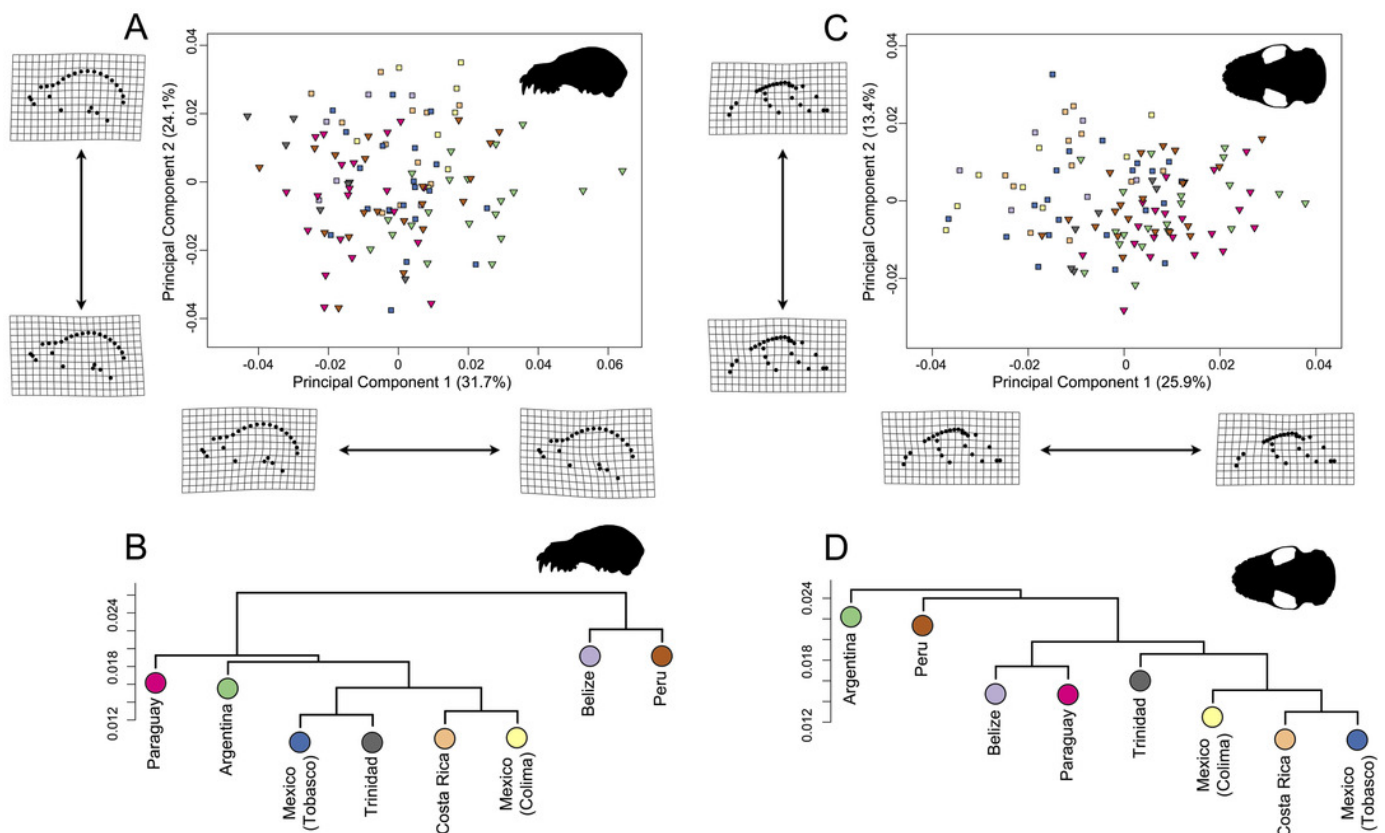 A
0.04
0.02
0
-0.02
-0.04
Principal Component 2 (24.1%)
-0.04
-0.02
0
0.02
0.04
0.06
Principal Component 1 (31.7%)
C
0.04
0.02
0
-0.02
Principal Component 2 (13.4%)
-0.04
-0.02
0
0.02
0.04
Principal Component 1 (25.9%)
B
0.024
0.018
0.012
Paraguay
Argentina
Mexico
(Tobasco)
Trinidad
Costa Rica
Mexico
(Colima)
Belize
Peru
D
0.024
0.018
0.012
Argentina
Peru
Belize
Paraguay
Trinidad
Mexico
(Colima)
Costa Rica
Mexico
(Tobasco)